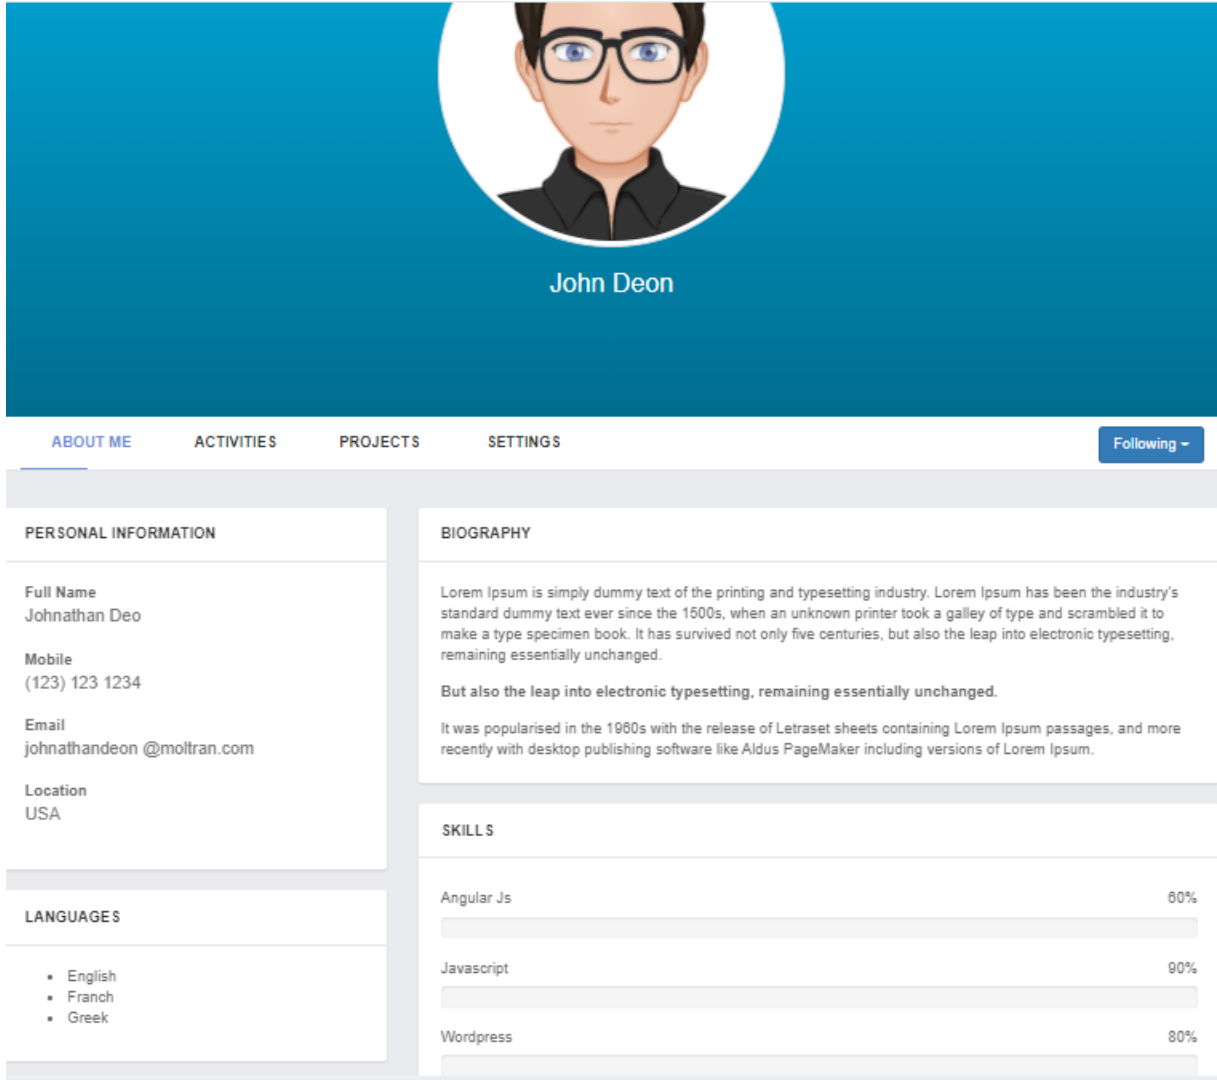 John Deon
ABOUT ME
ACTIVITIES
PROJECTS
SETTINGS
Following
PERSONAL INFORMATION
Full Name
Johnathan Deo
Mobile
(123) 123 1234
Email
johnathandeon @moltran.com
Location
USA
LANGUAGES
English
Franch
Greek
BIOGRAPHY
Lorem Ipsum is simply dummy text of the printing and typesetting industry. Lorem Ipsum has been the industry's
standard dummy text ever since the 1500s, when an unknown printer took a galley of type and scrambled it to
make a type specimen book. It has survived not only five centuries, but also the leap into electronic typesetting,
remaining essentially unchanged.
But also the leap into electronic typesetting, remaining essentially unchanged.
It was popularised in the 1960s with the release of Letraset sheets containing Lorem Ipsum passages, and more
recently with desktop publishing software like Aldus PageMaker including versions of Lorem Ipsum.
SKILLS
Angular Js 60%
Javascript 90%
Wordpress 80%